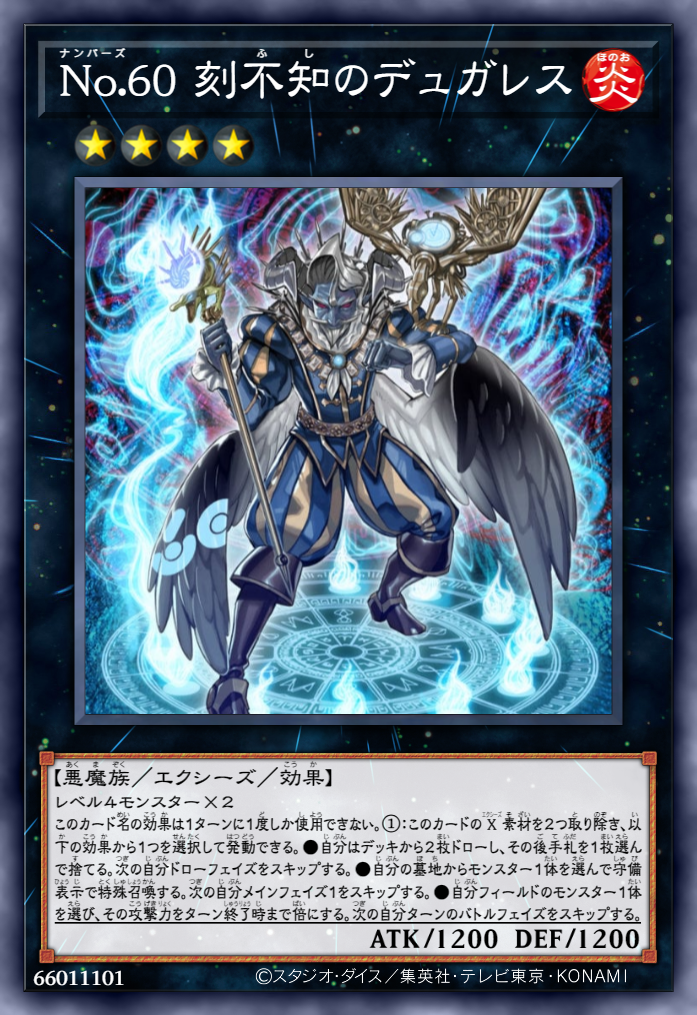 ナンバーズ ふ し ほのお
No.60 刻不知のデュガレス 炎
あく ま ぞく こう か
【悪魔族／エクシーズ／効果】
レベル4モンスター×2
このカード名の効果は1ターンに1度しか使用できない。①：このカードのX素材を2つ取り除き、以
下の効果から1つを選択して発動できる。●自分はデッキから2枚ドローし、その後手札を1枚選ん
で捨てる。次の自分ドローフェイズをスキップする。●自分の墓地からモンスター1体を選んで守備
表示で特殊召喚する。次の自分メインフェイズ1をスキップする。●自分フィールドのモンスター1体
を選び、その攻撃力をターン終了時まで倍にする。次の自分ターンのバトルフェイズをスキップする。
ATK/1200 DEF/1200
66011101 ©スタジオ・ダイス／集英社・テレビ東京・KONAMI